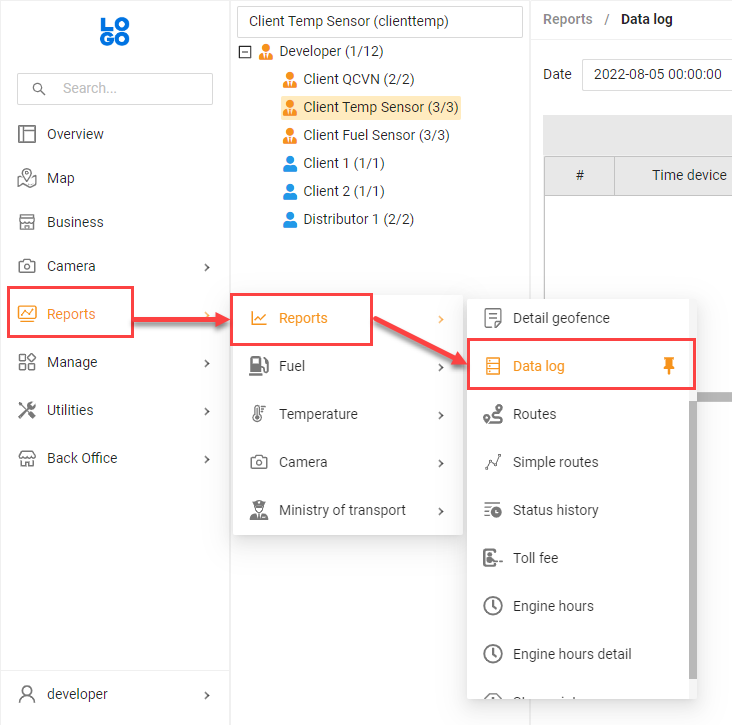 LO
GO
Search...
Overview
Map
Business
Camera
Reports
Manage
Utilities
Back Office
developer
Client Temp Sensor (clienttemp)
Developer (1/12)
Client QCVN (2/2)
Client Temp Sensor (3/3)
Client Fuel Sensor (3/3)
Client 1 (1/1)
Client 2 (1/1)
Distributor 1 (2/2)
Reports
Fuel
Temperature
Camera
Ministry of transport
Detail geofence
Data log
Routes
Simple routes
Status history
Toll fee
Engine hours
Engine hours detail
Reports / Data log
Date 2022-08-05 00:00:00
# Time device